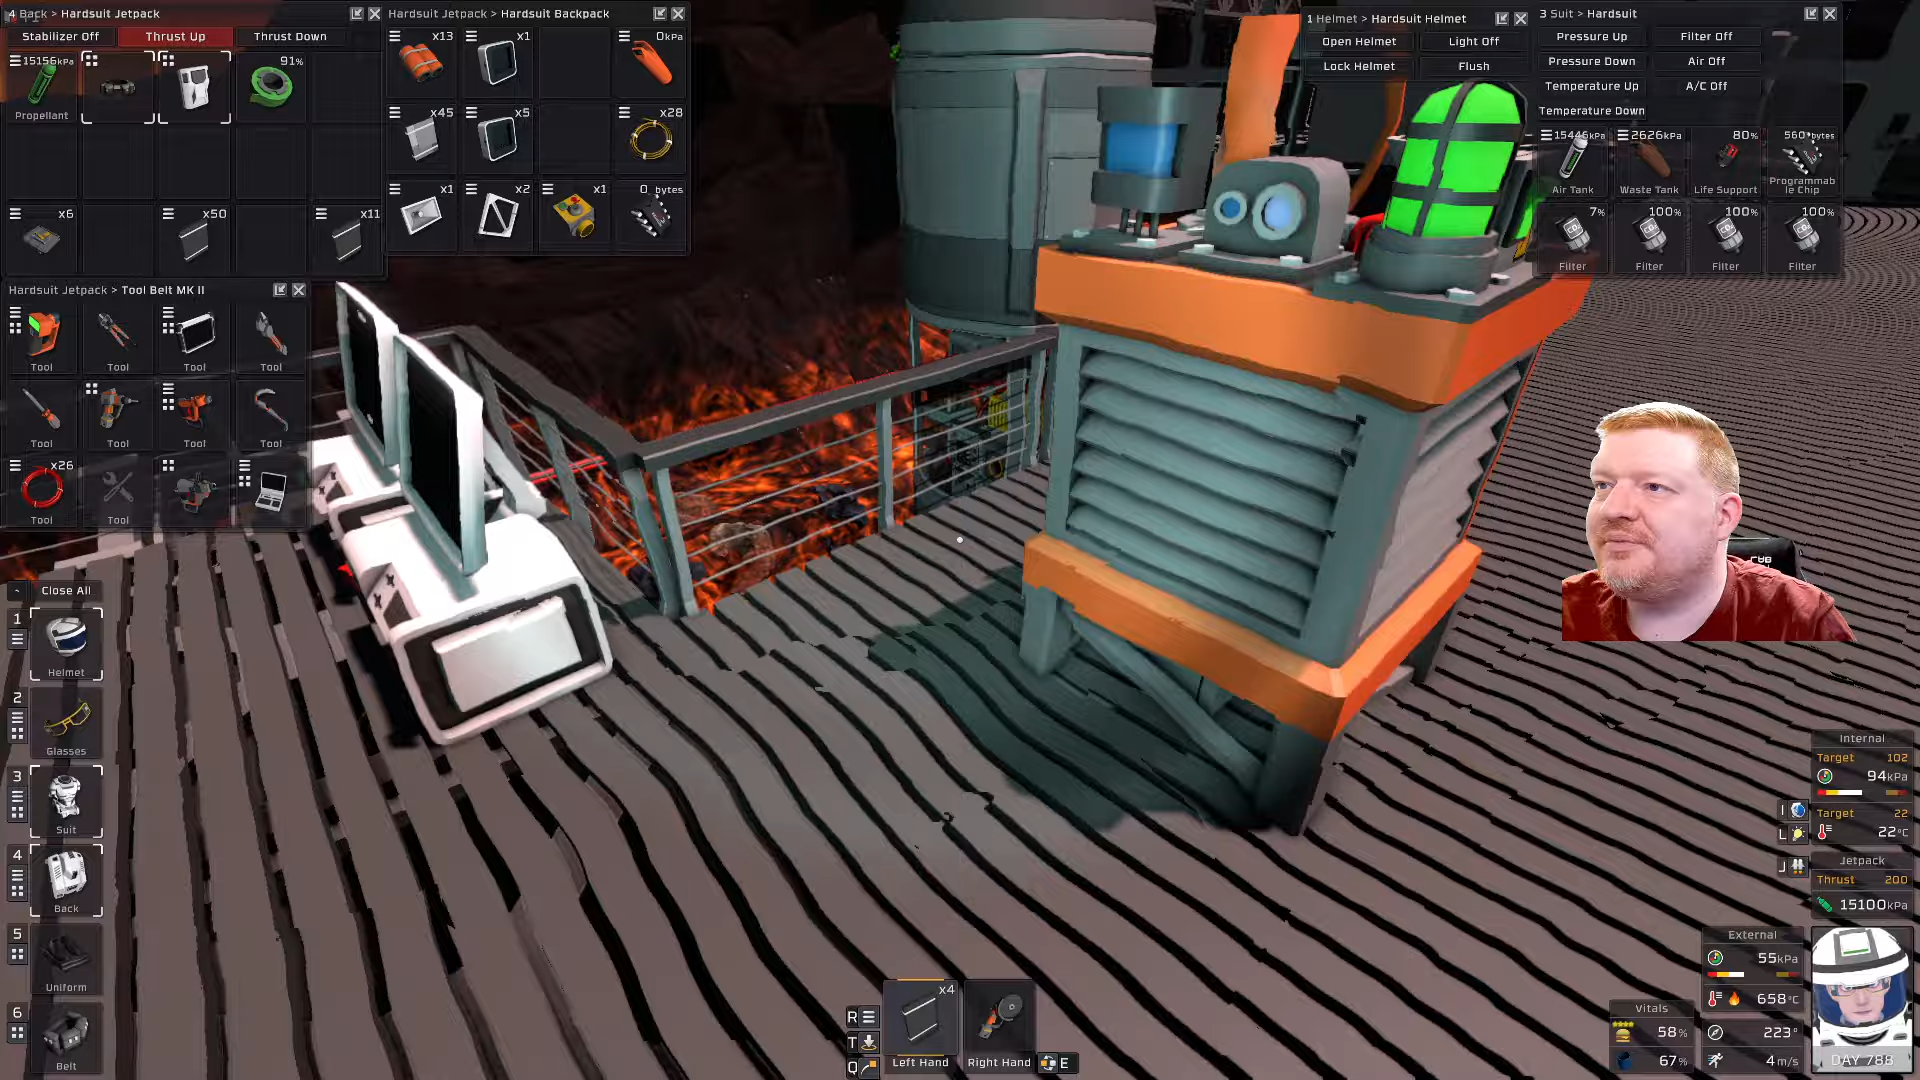 4 Back > Hardsuit Jetpack
Stabilizer Off
Thrust Up
Thrust Down
15156kPa
91%
Propellant
x6
x50
x11
Hardsuit Jetpack > Hardsuit Backpack
x13
x1
0kPa
x45
x5
x28
x1
x2
x1
0 bytes
Hardsuit Jetpack > Tool Belt MK II
Tool
Tool
Tool
Tool
Tool
Tool
Tool
Tool
x26
Tool
Tool
1 Helmet > Hardsuit Helmet
Open Helmet
Light Off
Lock Helmet
Flush
3 Suit > Hardsuit
Pressure Up
Filter Off
Pressure Down
Air Off
Temperature Up
A/C Off
Temperature Down
15446kPa
2626kPa
80%
560 bytes
Air Tank
Waste Tank
Life Support
Programmab
le Chip
7%
100%
100%
100%
Filter
Filter
Filter
Filter
~
Close All
1
Helmet
2
Glasses
3
Suit
4
Back
5
Uniform
6
Belt
R
T
Q
x4
Left Hand
Right Hand
E
Internal
Target 102
94kPa
I
Target 22
L
22°C
J
Jetpack
Thrust 200
15100kPa
External
55kPa
658°C
Vitals
58%
223°
67%
4m/s
DAY 788